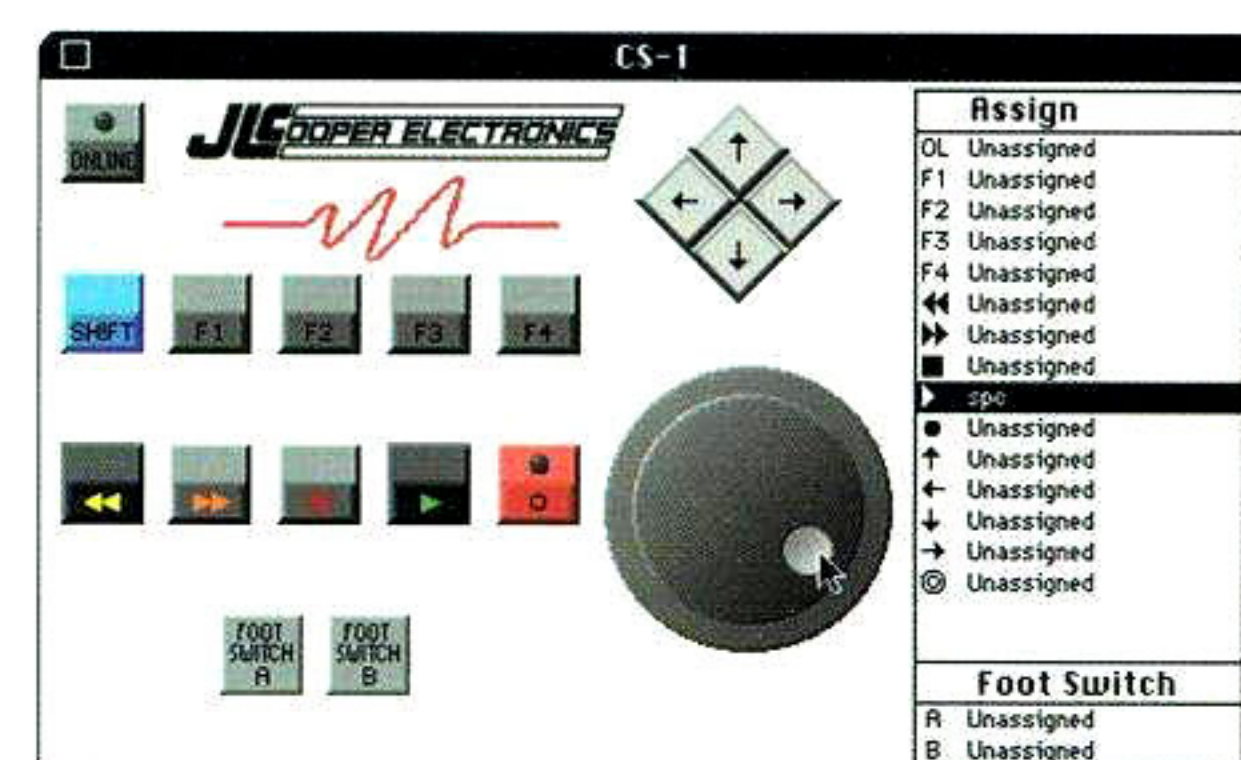 CS-1
ONLINE
JLCOOPER ELECTRONICS
↑
← →
↓
SHIFT F1 F2 F3 F4
FOOT SWITCH A
FOOT SWITCH B
Assign
OL Unassigned
F1 Unassigned
F2 Unassigned
F3 Unassigned
F4 Unassigned
◀◀ Unassigned
▶▶ Unassigned
■ Unassigned
▶ spc
● Unassigned
↑ Unassigned
← Unassigned
↓ Unassigned
→ Unassigned
◎ Unassigned
Foot Switch
A Unassigned
B Unassigned